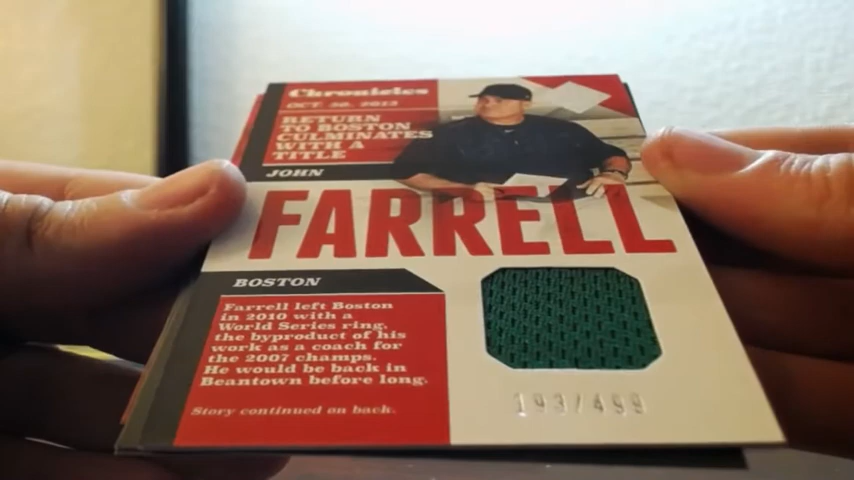 Chronicles
OCT. 30, 2013
RETURN
TO BOSTON
CULMINATES
WITH A
TITLE
JOHN
FARRELL
BOSTON
Farrell left Boston
in 2010 with a
World Series ring,
the byproduct of his
work as a coach for
the 2007 champs.
He would be back in
Beantown before long.
Story continued on back.
193/499